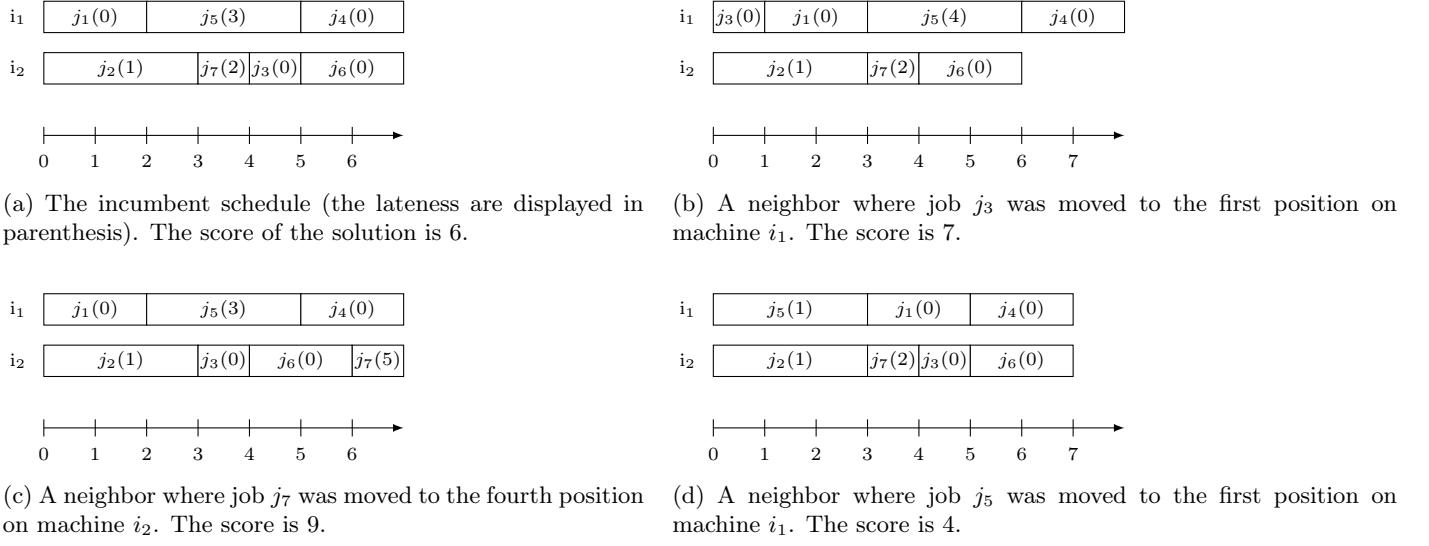 i₁ j₁(0) j₅(3) j₄(0)
i₂ j₂(1) j₇(2) j₃(0) j₆(0)
0 1 2 3 4 5 6
(a) The incumbent schedule (the lateness are displayed in
parenthesis). The score of the solution is 6.
i₁ j₃(0) j₁(0) j₅(4) j₄(0)
i₂ j₂(1) j₇(2) j₆(0)
0 1 2 3 4 5 6 7
(b) A neighbor where job j₃ was moved to the first position on
machine i₁. The score is 7.
i₁ j₁(0) j₅(3) j₄(0)
i₂ j₂(1) j₃(0) j₆(0) j₇(5)
0 1 2 3 4 5 6
(c) A neighbor where job j₇ was moved to the fourth position
on machine i₂. The score is 9.
i₁ j₅(1) j₁(0) j₄(0)
i₂ j₂(1) j₇(2) j₃(0) j₆(0)
0 1 2 3 4 5 6 7
(d) A neighbor where job j₅ was moved to the first position on
machine i₁. The score is 4.